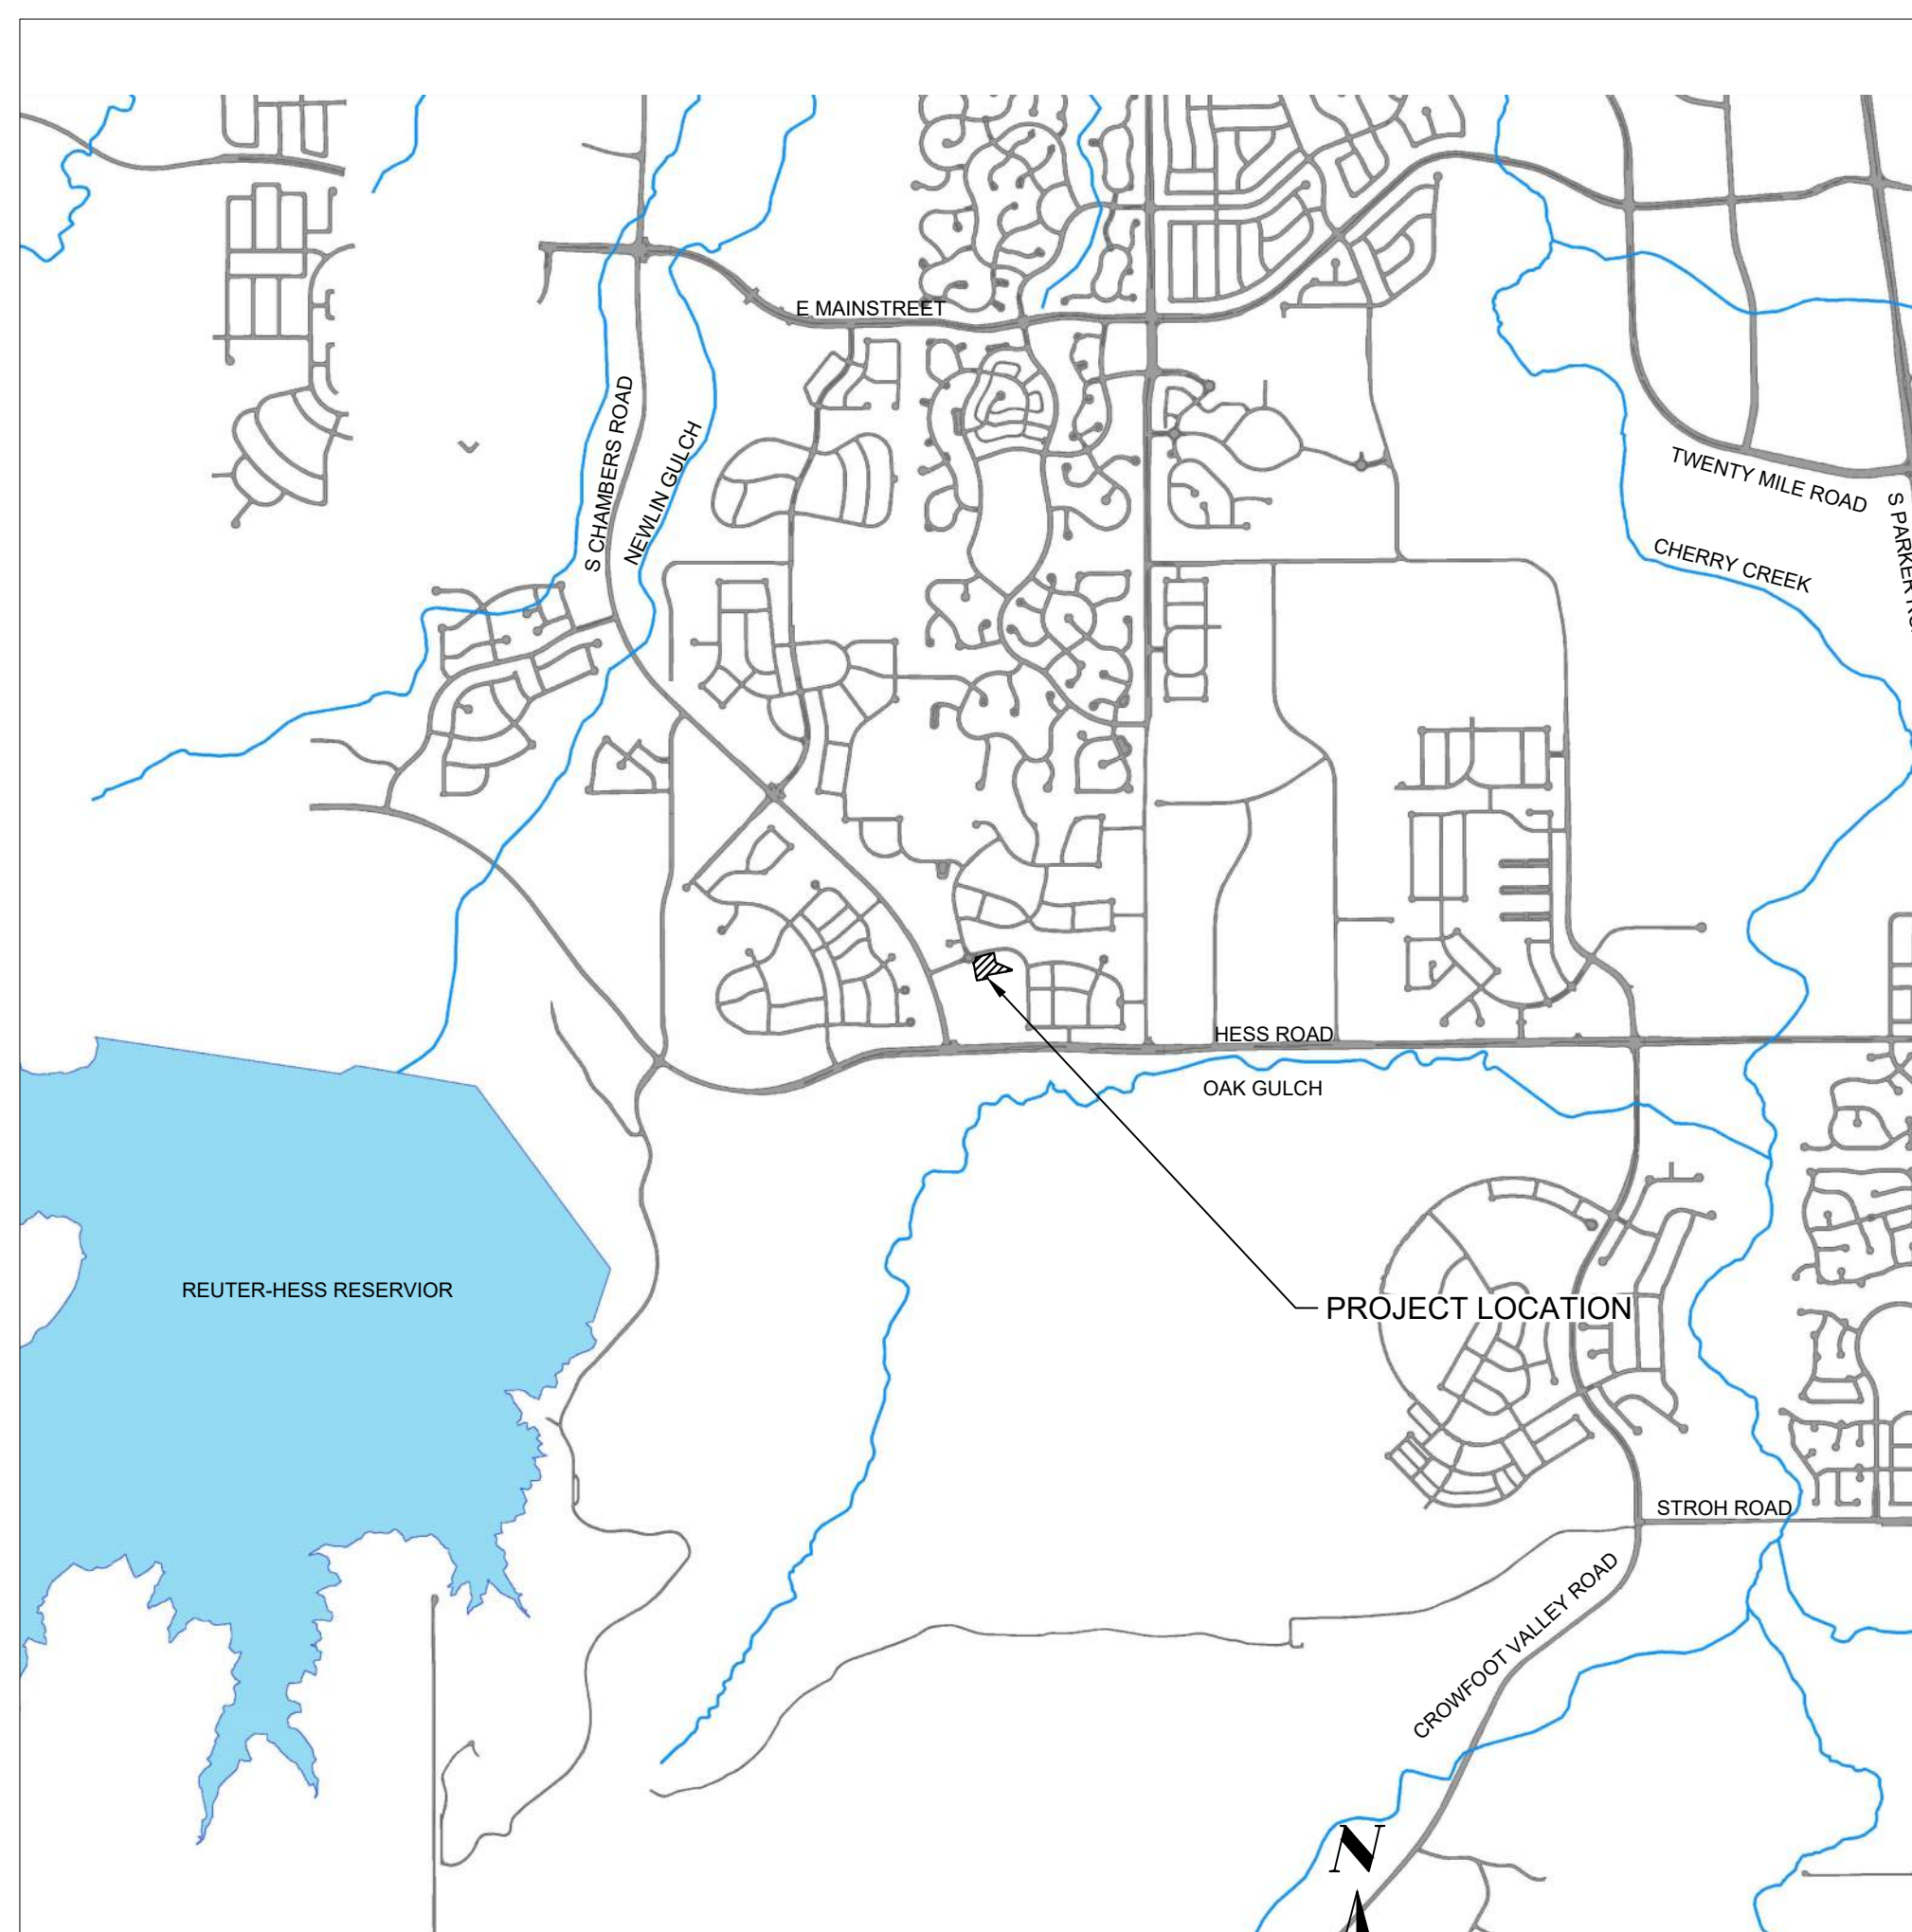 E MAINSTREET
S CHAMBERS ROAD
NEWLIN GULCH
TWENTY MILE ROAD
S PARKER
CHERRY CREEK
HESS ROAD
OAK GULCH
REUTER-HESS RESERVIOR
PROJECT LOCATION
STROH ROAD
CROWFOOT VALLEY ROAD
N